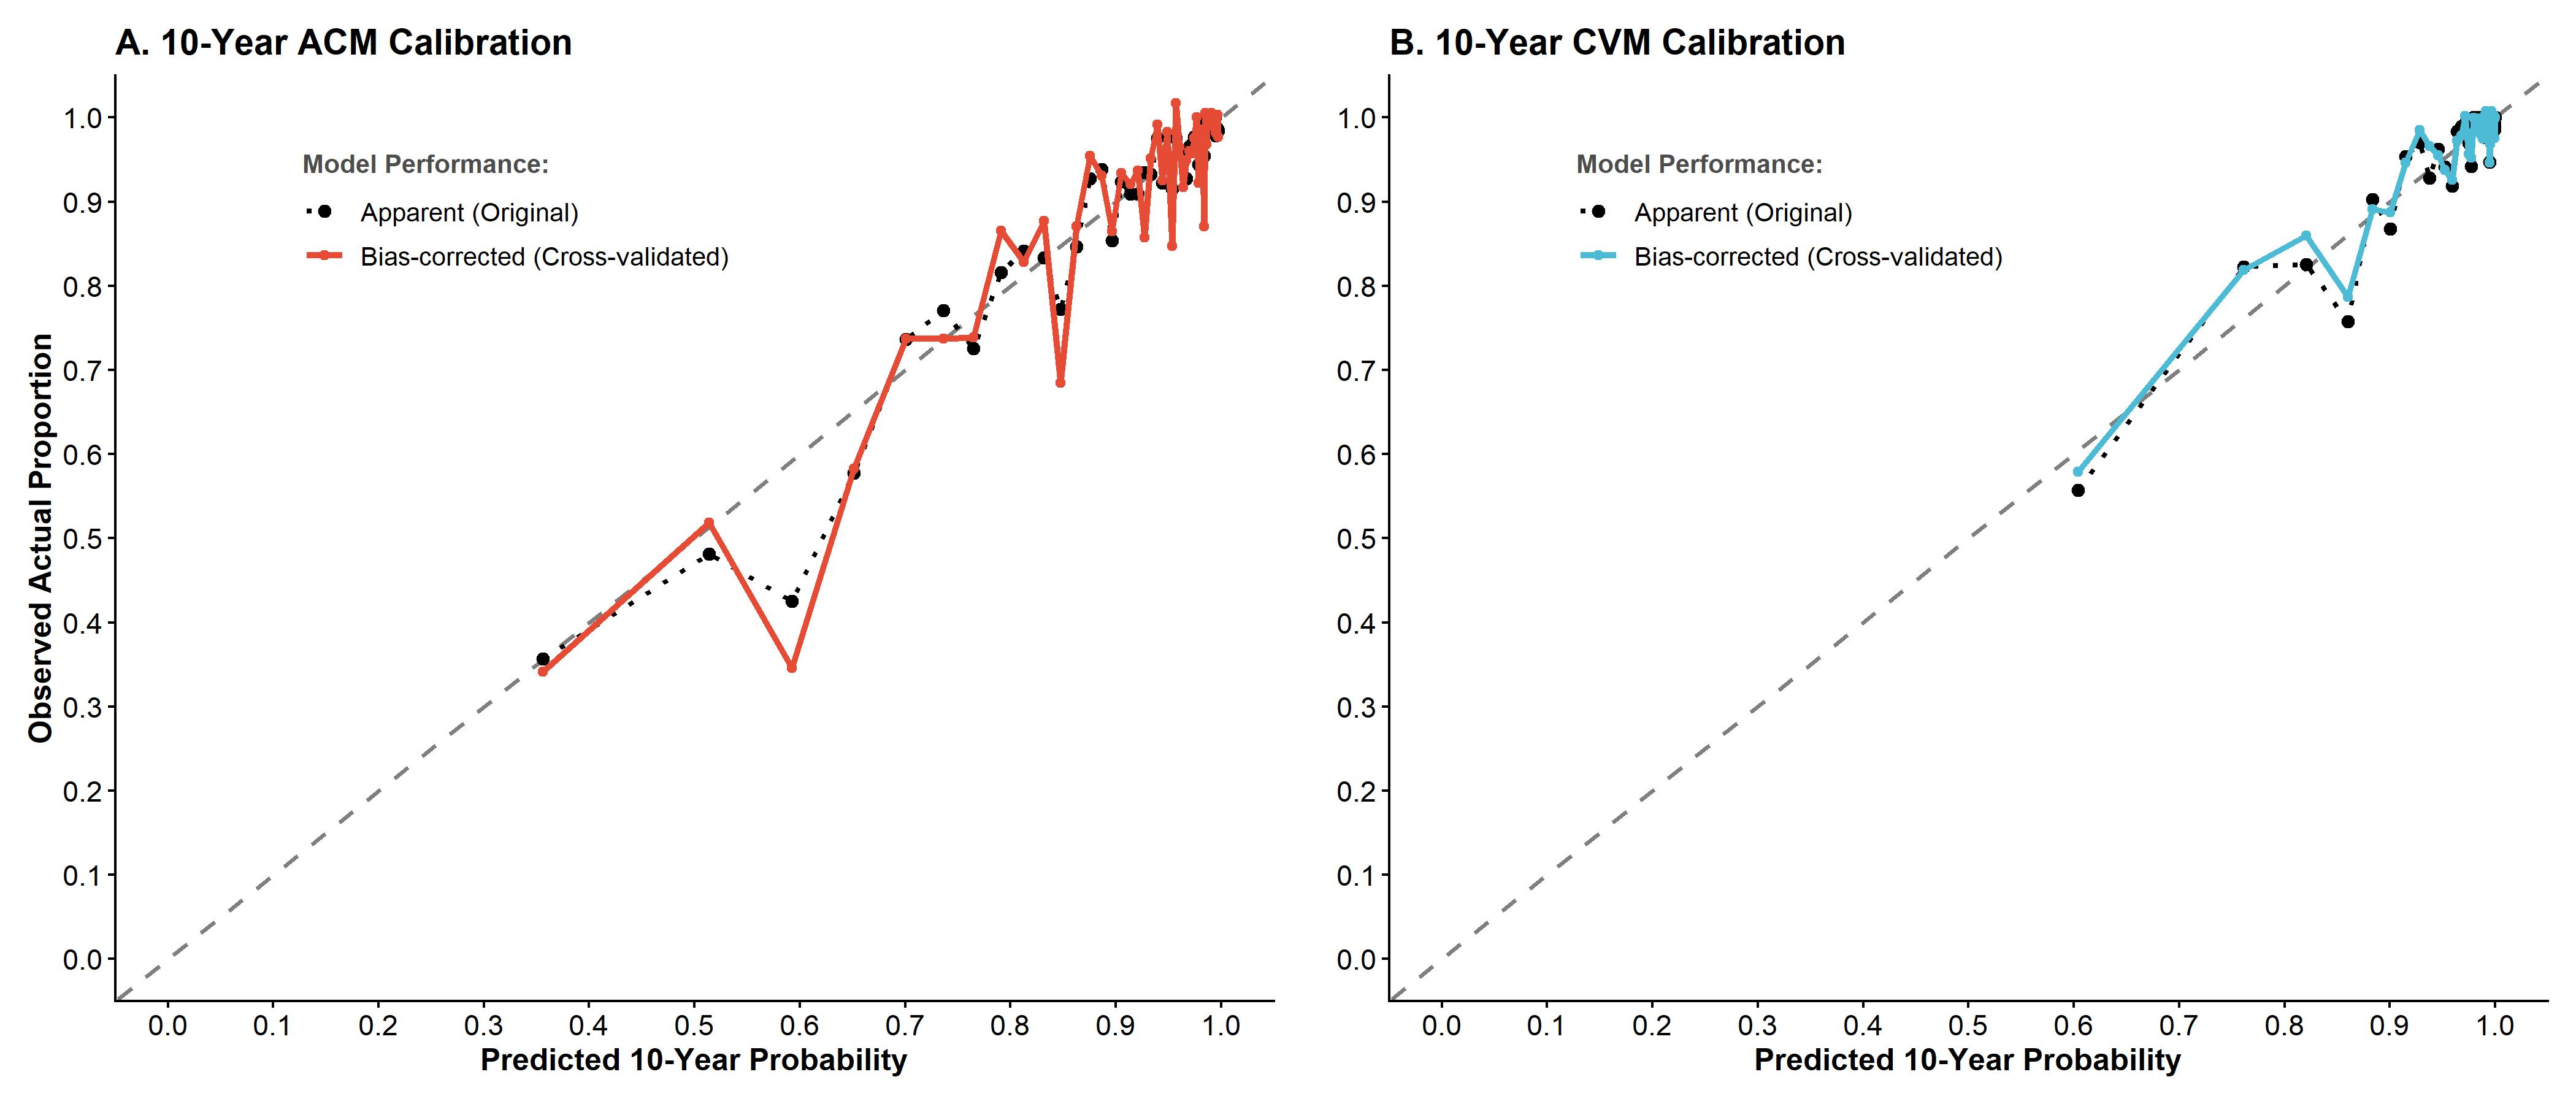 A. 10-Year ACM Calibration
Observed Actual Proportion
1.0
0.9
0.8
0.7
0.6
0.5
0.4
0.3
0.2
0.1
0.0
Model Performance:
Apparent (Original)
Bias-corrected (Cross-validated)
0.0 0.1 0.2 0.3 0.4 0.5 0.6 0.7 0.8 0.9 1.0
Predicted 10-Year Probability
B. 10-Year CVM Calibration
1.0
0.9
0.8
0.7
0.6
0.5
0.4
0.3
0.2
0.1
0.0
Model Performance:
Apparent (Original)
Bias-corrected (Cross-validated)
0.0 0.1 0.2 0.3 0.4 0.5 0.6 0.7 0.8 0.9 1.0
Predicted 10-Year Probability